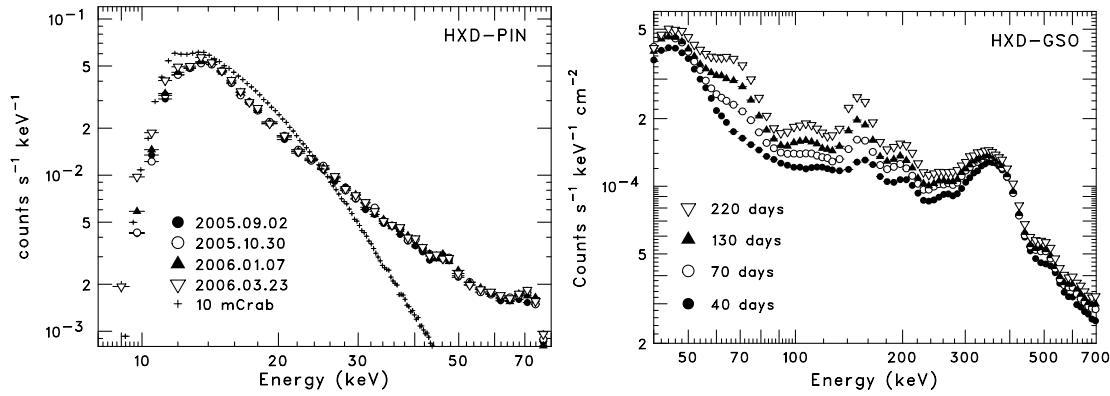 HXD-PIN
counts s⁻¹ keV⁻¹
10⁻¹
5
2
10⁻²
5
2
10⁻³
2005.09.02
2005.10.30
2006.01.07
2006.03.23
10 mCrab
10 20 30 50 70
Energy (keV)
HXD-GSO
Counts s⁻¹ keV⁻¹ cm⁻²
5
2
10⁻⁴
5
2
220 days
130 days
70 days
40 days
50 70 100 200 300 500 700
Energy (keV)